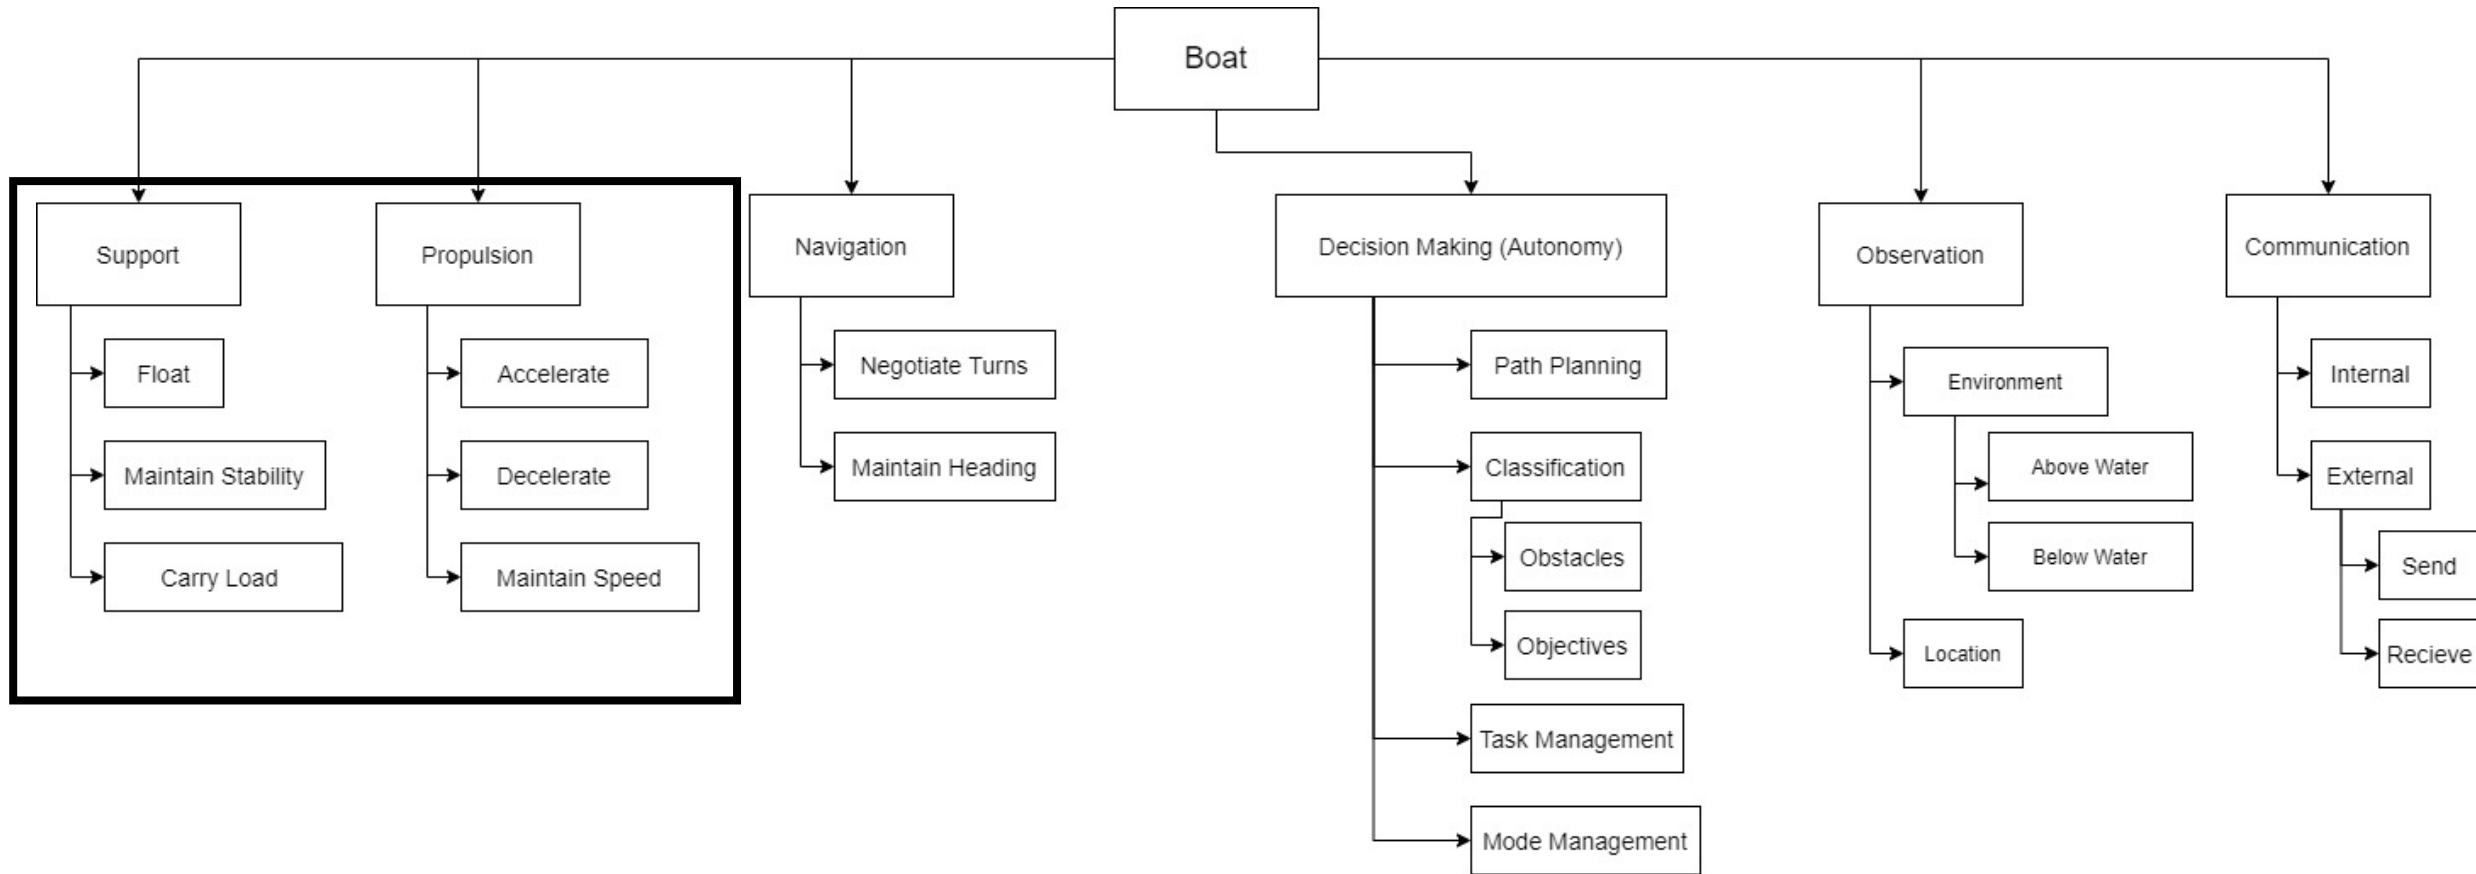 Boat
Support
Float
Maintain Stability
Carry Load
Propulsion
Accelerate
Decelerate
Maintain Speed
Navigation
Negotiate Turns
Maintain Heading
Decision Making (Autonomy)
Path Planning
Classification
Obstacles
Objectives
Task Management
Mode Management
Observation
Environment
Above Water
Below Water
Location
Communication
Internal
External
Send
Recieve